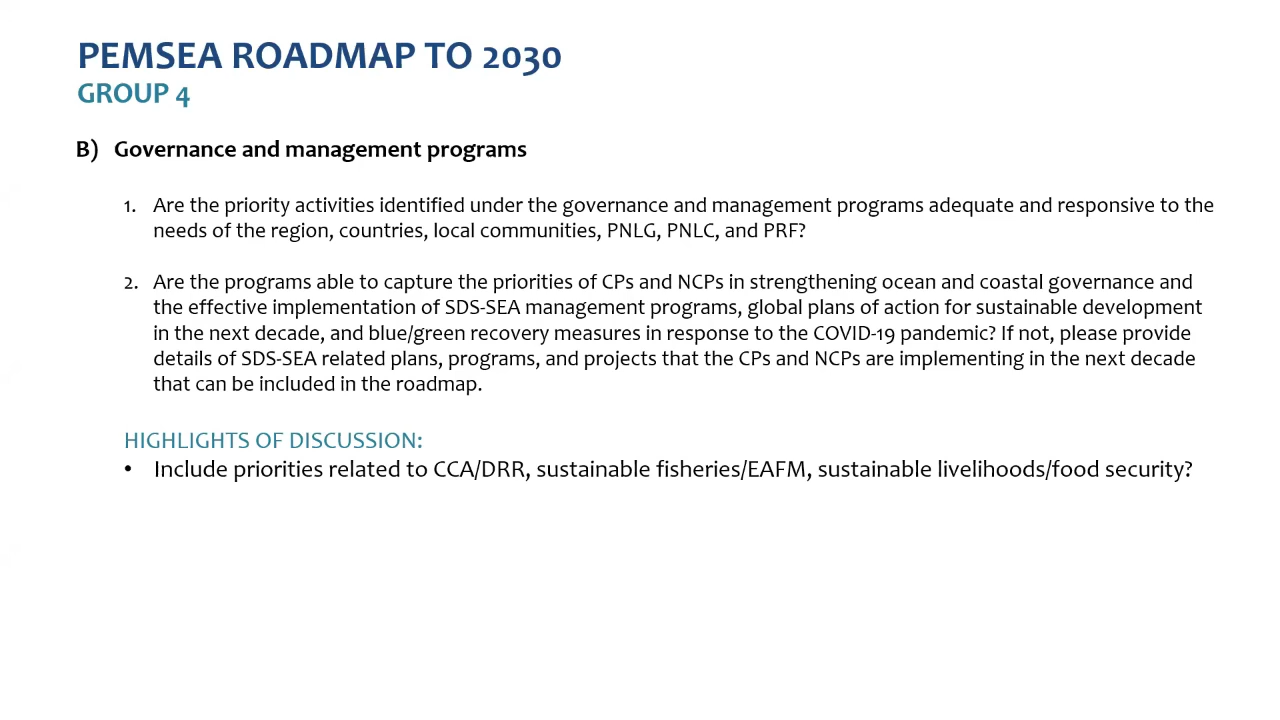 PEMSEA ROADMAP TO 2030
GROUP 4
B) Governance and management programs
1. Are the priority activities identified under the governance and management programs adequate and responsive to the
needs of the region, countries, local communities, PNLG, PNLC, and PRF?
2. Are the programs able to capture the priorities of CPs and NCPs in strengthening ocean and coastal governance and
the effective implementation of SDS-SEA management programs, global plans of action for sustainable development
in the next decade, and blue/green recovery measures in response to the COVID-19 pandemic? If not, please provide
details of SDS-SEA related plans, programs, and projects that the CPs and NCPs are implementing in the next decade
that can be included in the roadmap.
HIGHLIGHTS OF DISCUSSION:
• Include priorities related to CCA/DRR, sustainable fisheries/EAFM, sustainable livelihoods/food security?